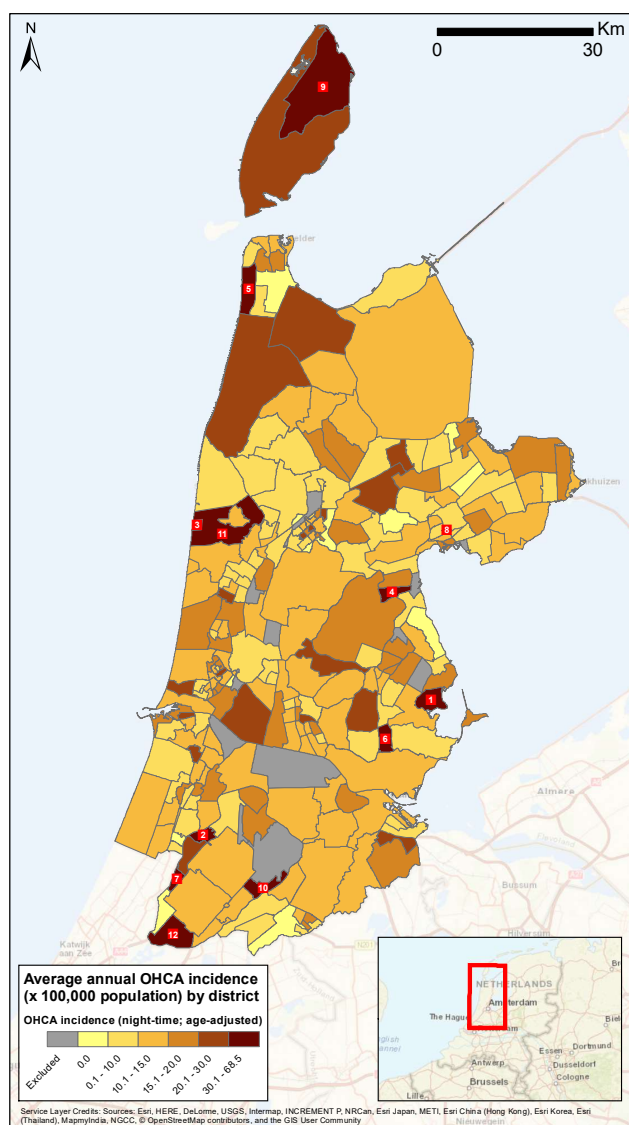 N
Km
0 30
9
elder
5
khuizen
3
11
8
4
1
6
Almere
2
7
10
12
Bussum
Hilversum
Katwijk
aan Zee
Average annual OHCA incidence
(x 100,000 population) by district
OHCA incidence (night-time; age-adjusted)
Excluded
0.0
0.1 - 10.0
10.1 - 15.0
15.1 - 20.0
20.1 - 30.0
30.1 - 68.5
NETHERLANDS
Amsterdam
The Hague
Essen
Dortmund
Dusseldorf
Antwerp
Cologne
Brussels
Lille
Service Layer Credits: Sources: Esri, HERE, DeLorme, USGS, Intermap, INCREMENT P, NRCan, Esri Japan, METI, Esri China (Hong Kong), Esri Korea, Esri
(Thailand), MapmyIndia, NGCC, © OpenStreetMap contributors, and the GIS User Community